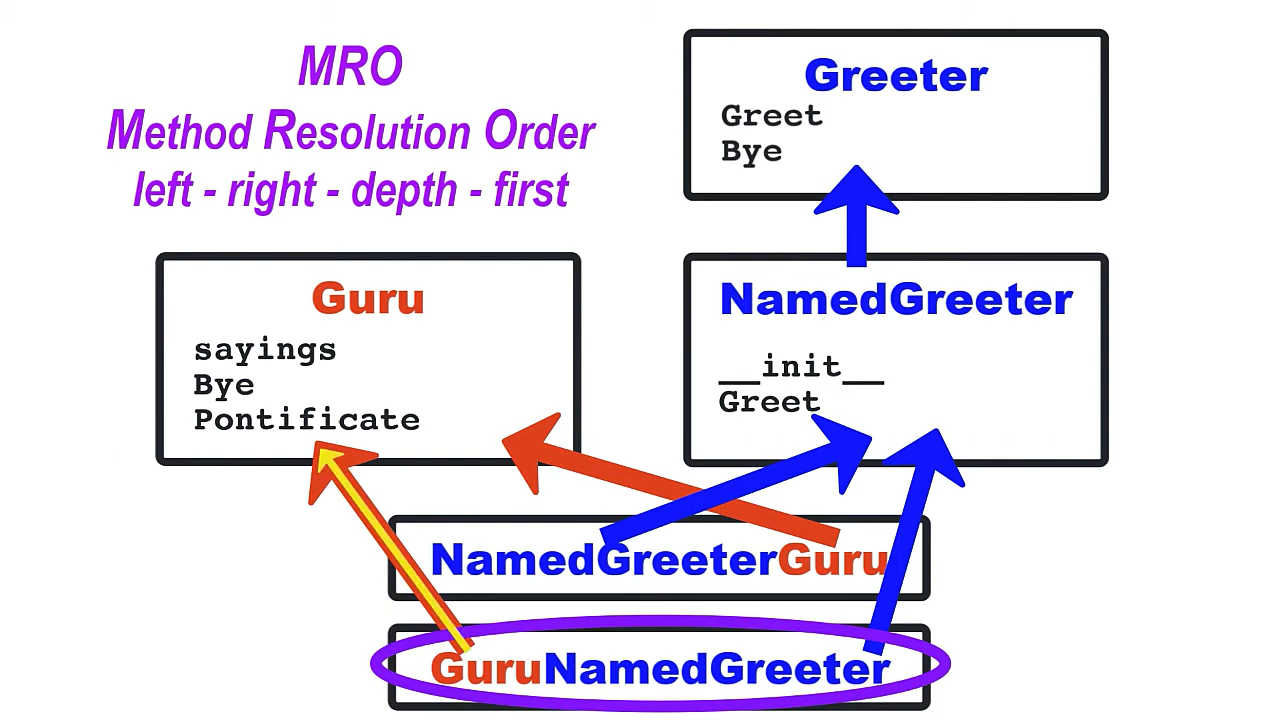 MRO
Method Resolution Order
left - right - depth - first
Greeter
Greet
Bye
Guru
sayings
Bye
Pontificate
NamedGreeter
__init__
Greet
NamedGreeterGuru
GuruNamedGreeter